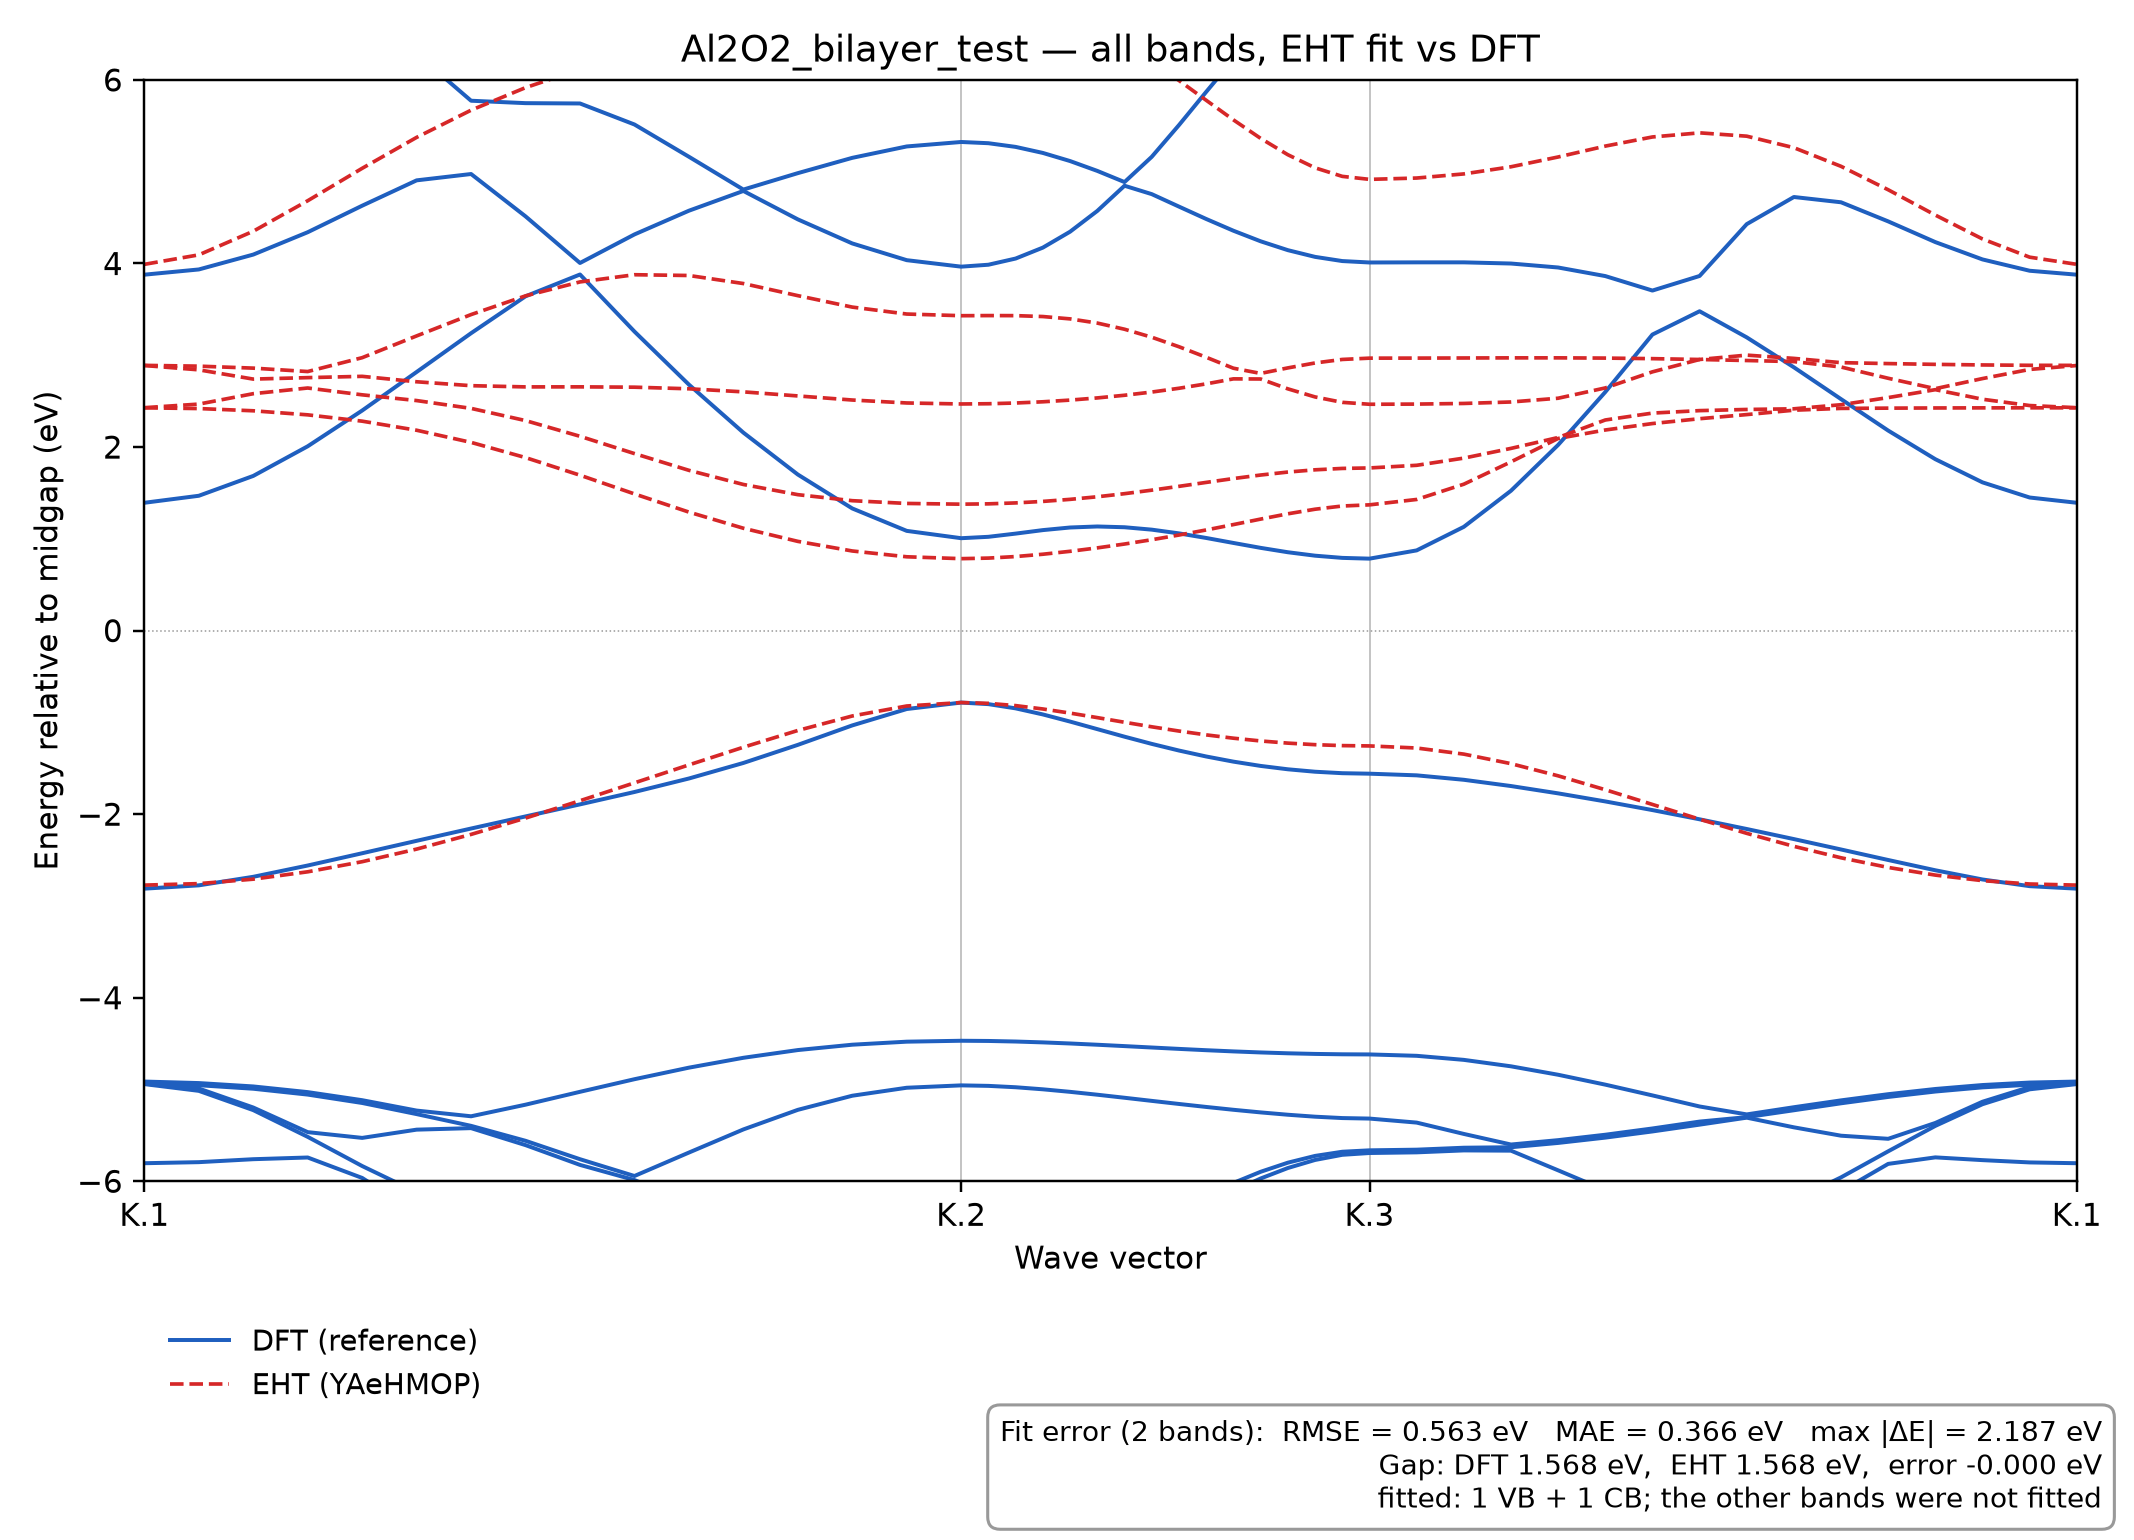 Al2O2_bilayer_test — all bands, EHT fit vs DFT
Energy relative to midgap (eV)
6
4
2
0
−2
−4
−6
K.1
K.2
K.3
K.1
Wave vector
DFT (reference)
EHT (YAeHMOP)
Fit error (2 bands):  RMSE = 0.563 eV   MAE = 0.366 eV   max |ΔE| = 2.187 eV
Gap: DFT 1.568 eV,  EHT 1.568 eV,  error -0.000 eV
fitted: 1 VB + 1 CB; the other bands were not fitted